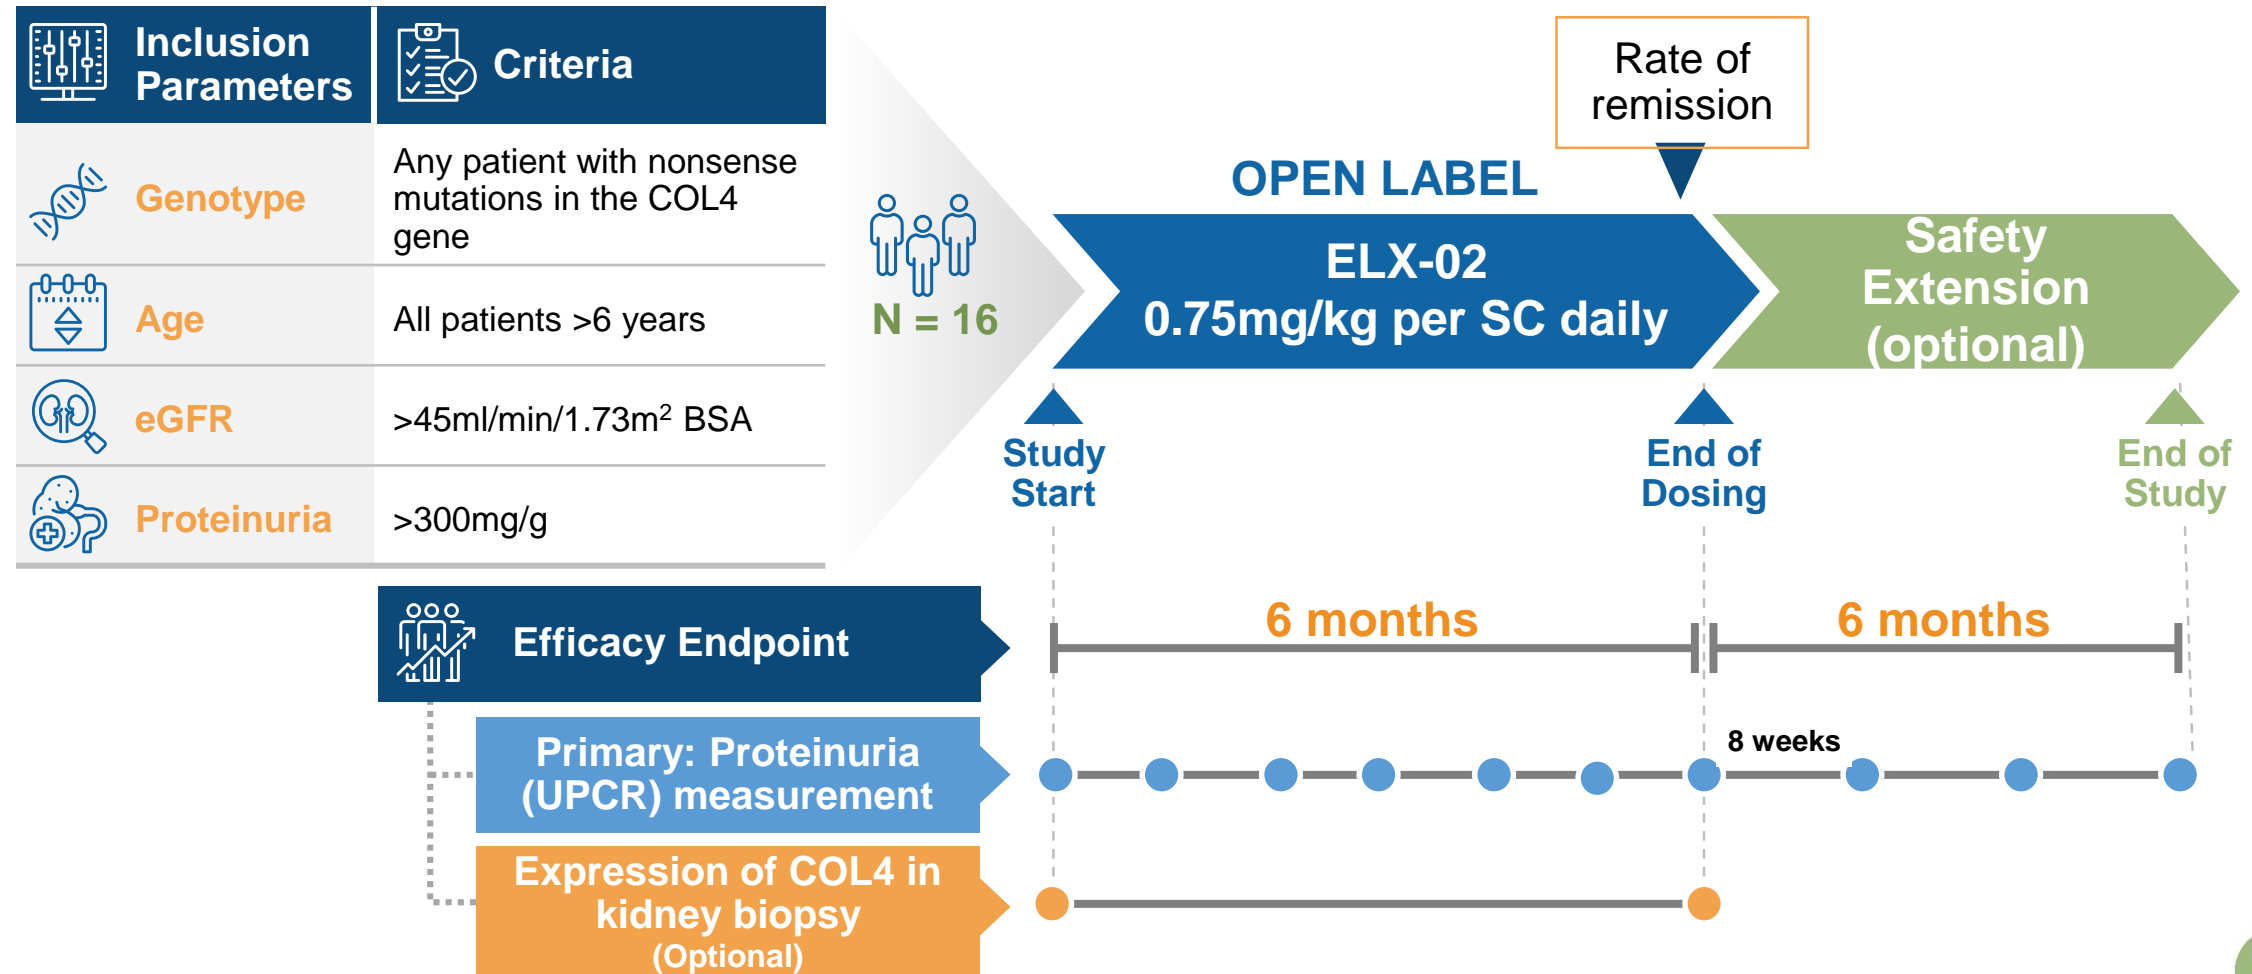 Inclusion
Parameters
Criteria
Genotype
Any patient with nonsense
mutations in the COL4
gene
Age
All patients >6 years
eGFR
>45ml/min/1.73m² BSA
Proteinuria
>300mg/g
N = 16
Rate of
remission
OPEN LABEL
ELX-02
0.75mg/kg per SC daily
Safety
Extension
(optional)
Study
Start
End of
Dosing
End of
Study
Efficacy Endpoint
6 months
6 months
Primary: Proteinuria
(UPCR) measurement
8 weeks
Expression of COL4 in
kidney biopsy
(Optional)